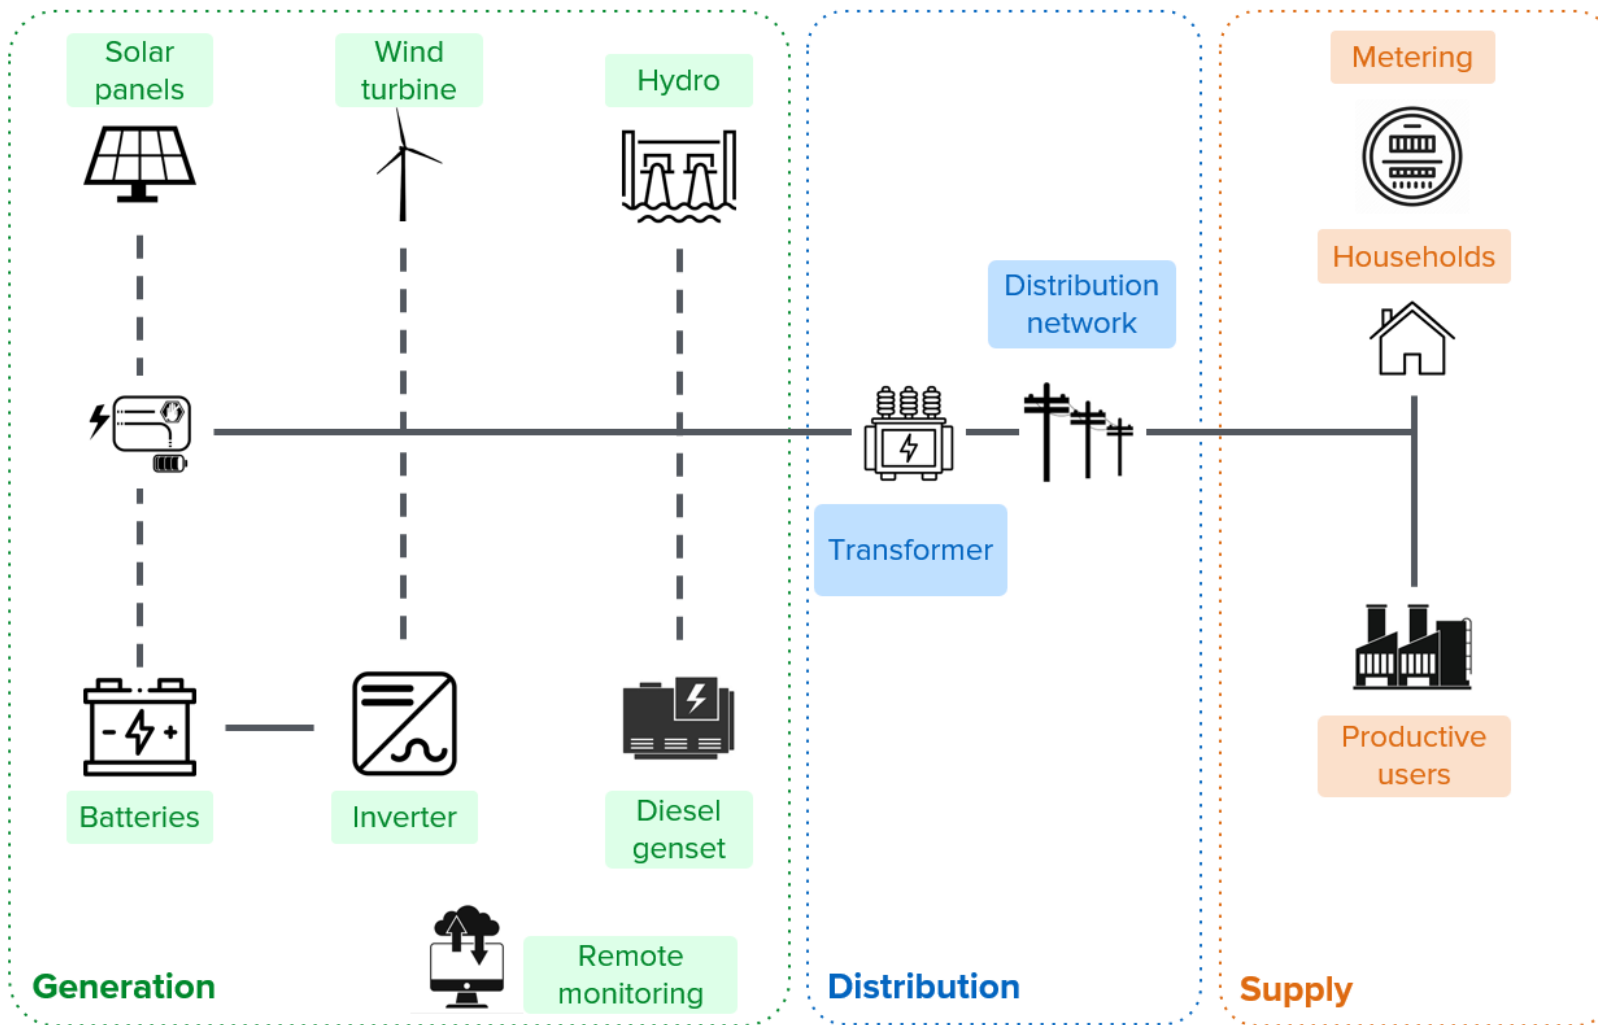 Solar
panels
Wind
turbine
Hydro
Batteries
Inverter
Diesel
genset
Remote
monitoring
Generation
Distribution
network
Transformer
Distribution
Metering
Households
Productive
users
Supply